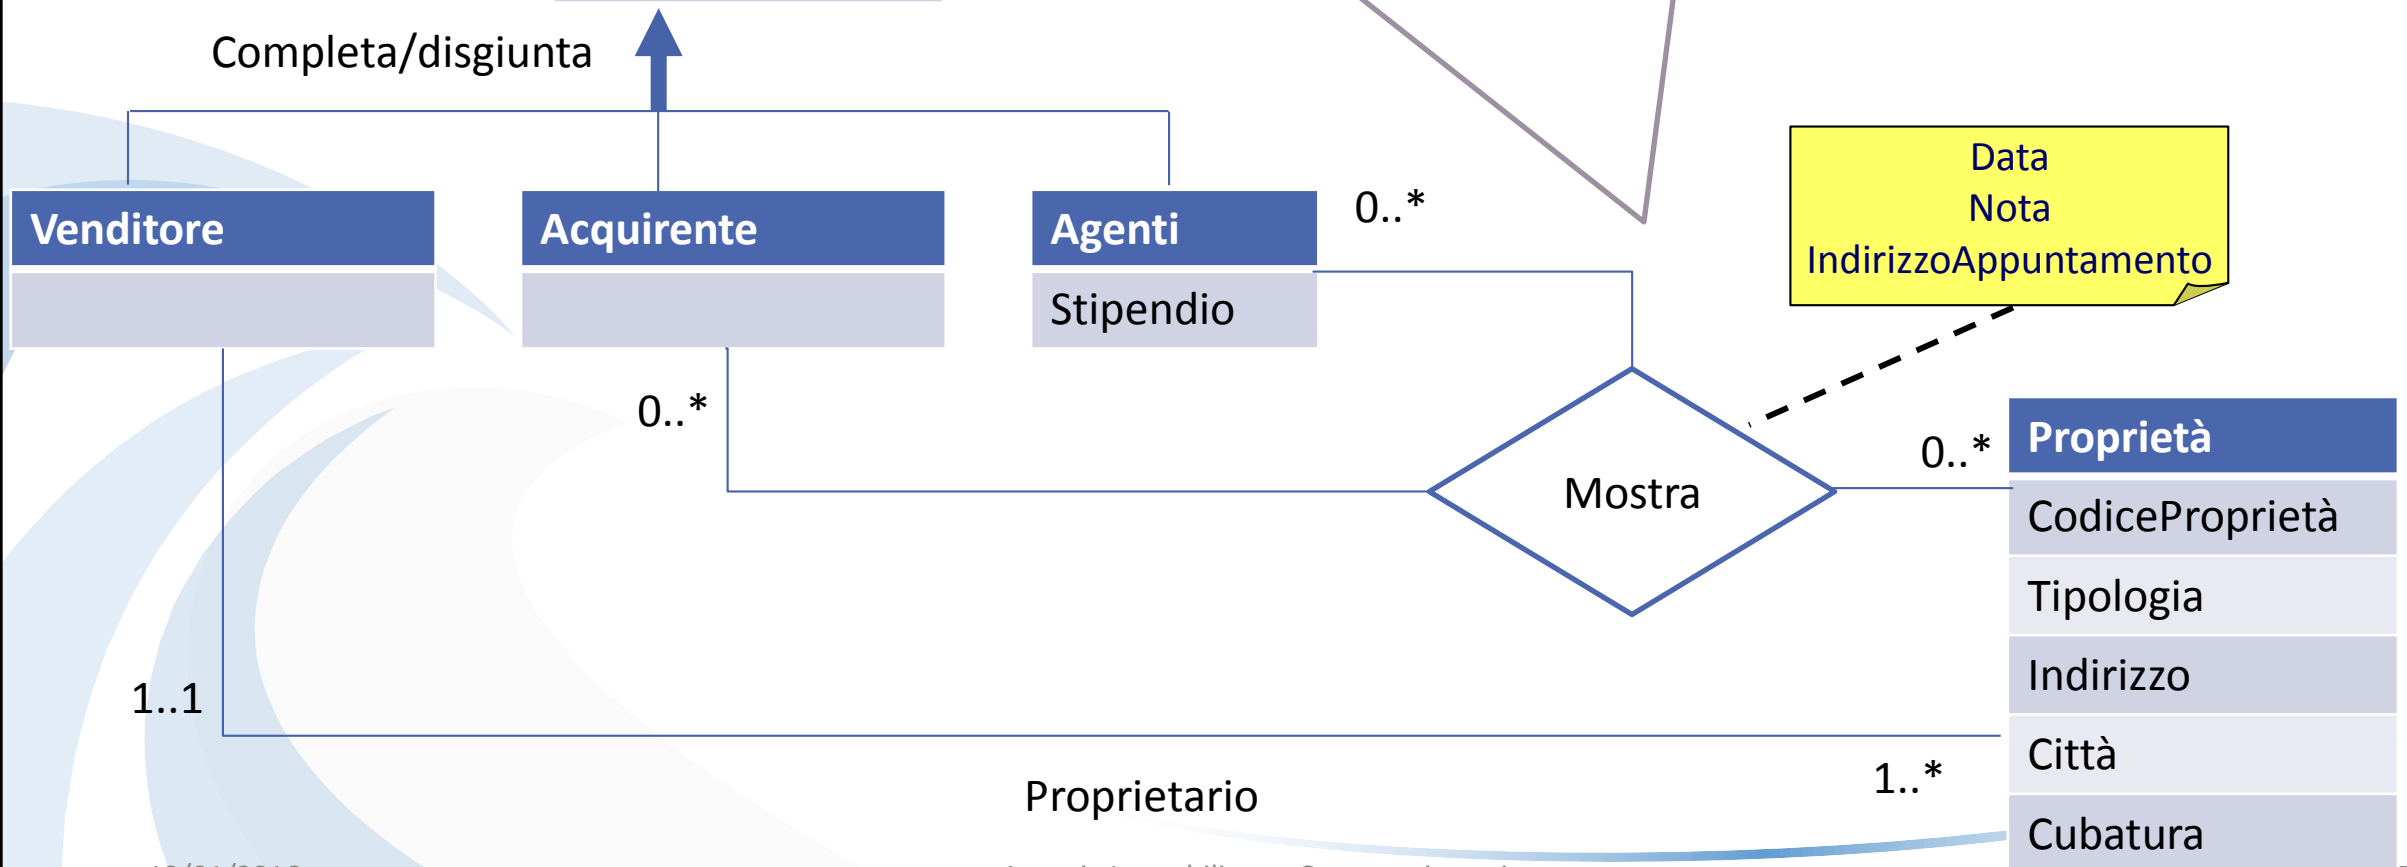 Completa/disgiunta
Data
Nota
IndirizzoAppuntamento
Venditore
Acquirente
Agenti
0..*
Stipendio
0..*
Mostra
0..*
Proprietà
CodiceProprietà
Tipologia
Indirizzo
Città
Cubatura
1..1
1..*
Proprietario